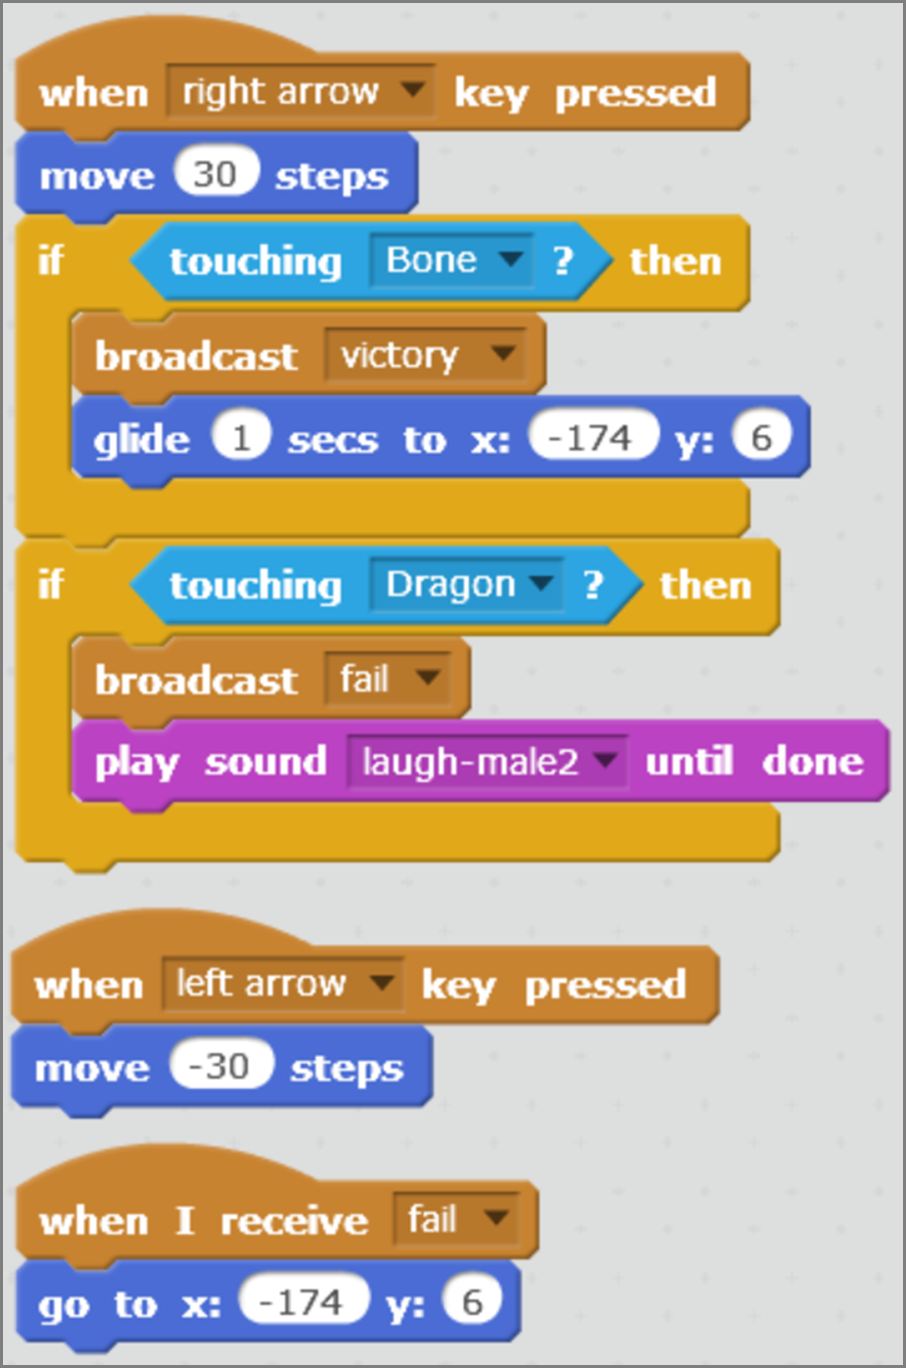 when right arrow key pressed
move 30 steps
if touching Bone ? then
broadcast victory
glide 1 secs to x: -174 y: 6
if touching Dragon ? then
broadcast fail
play sound laugh-male2 until done
when left arrow key pressed
move -30 steps
when I receive fail
go to x: -174 y: 6